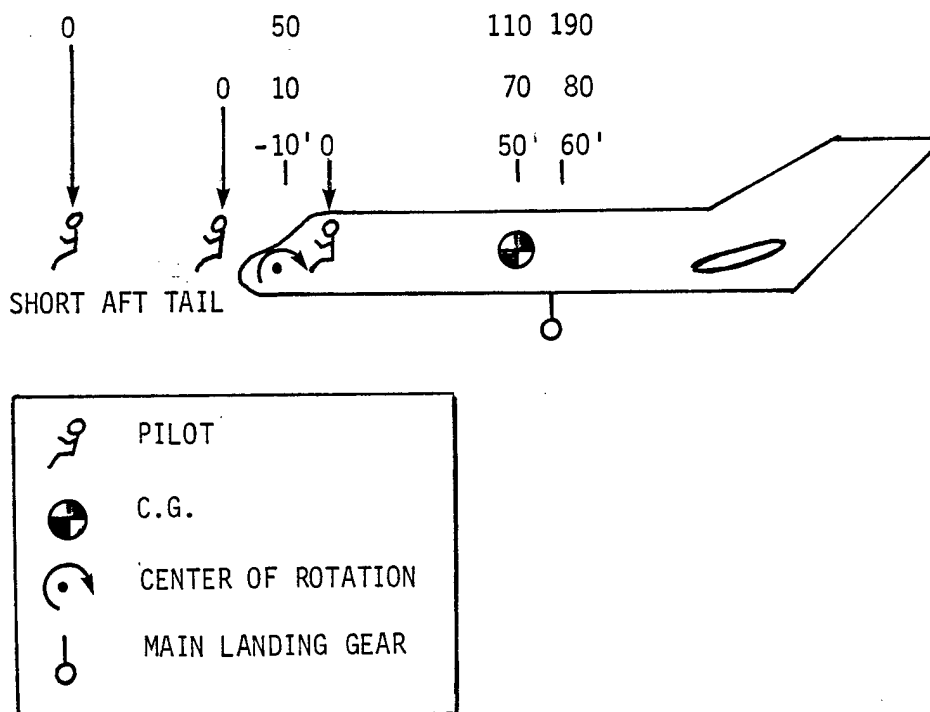 0 50 110 190
0 10 70 80
-10' 0 50' 60'
SHORT AFT TAIL
PILOT
C.G.
CENTER OF ROTATION
MAIN LANDING GEAR